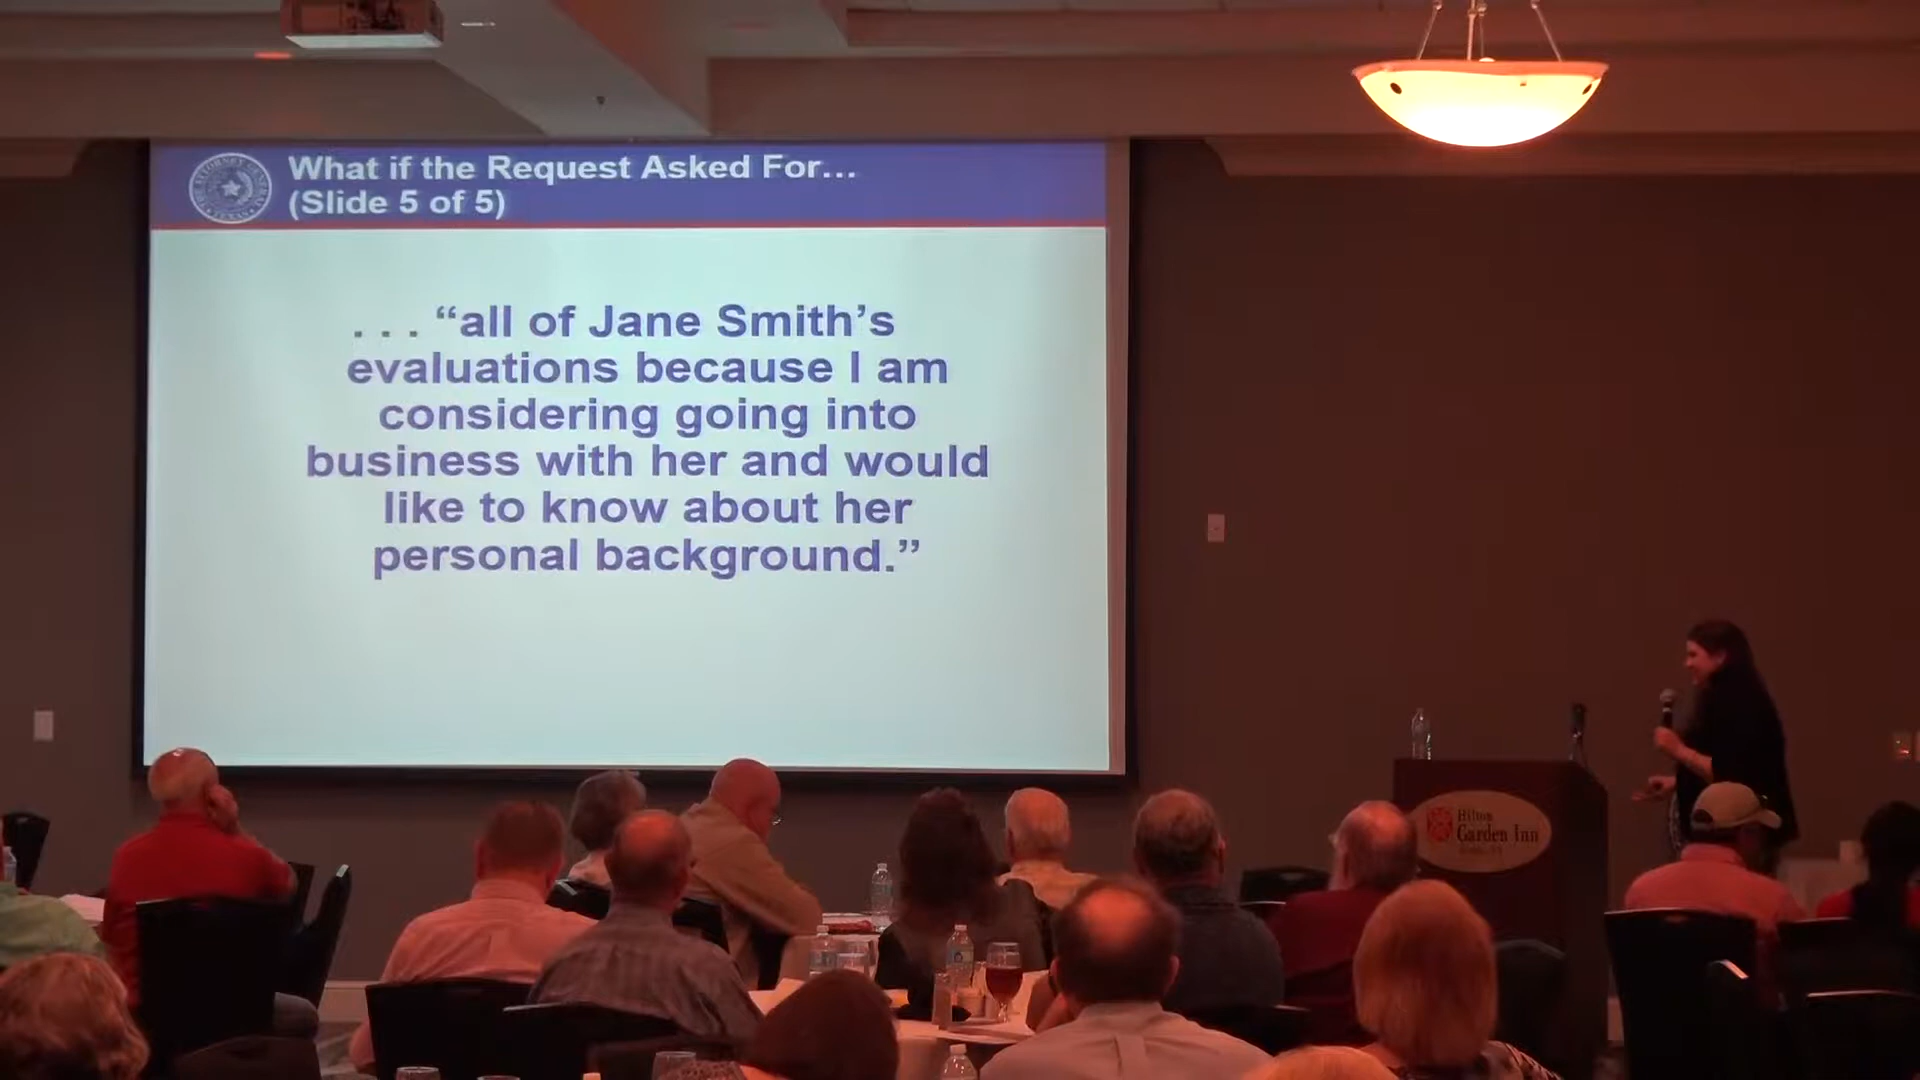 What if the Request Asked For...
(Slide 5 of 5)
. . . “all of Jane Smith’s
evaluations because I am
considering going into
business with her and would
like to know about her
personal background.”
Hilton
Garden Inn